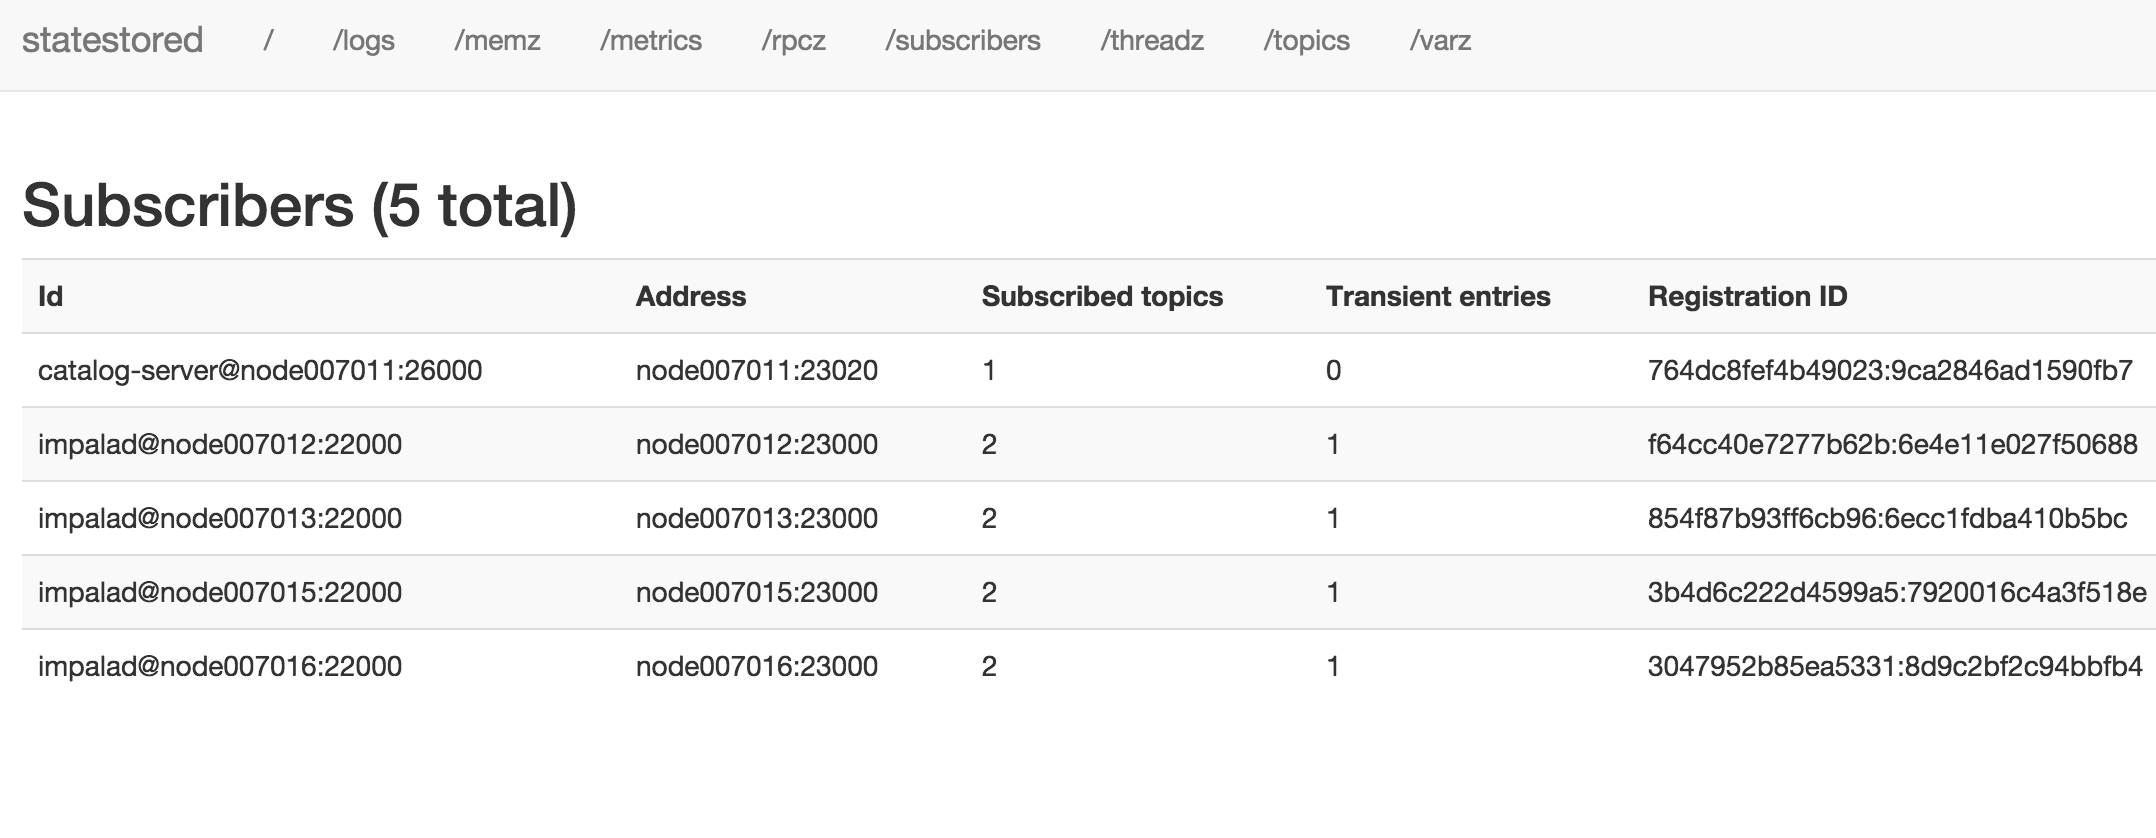 statestored / /logs /memz /metrics /rpcz /subscribers /threadz /topics /varz
Subscribers (5 total)
Id Address Subscribed topics Transient entries Registration ID
catalog-server@node007011:26000 node007011:23020 1 0 764dc8fef4b49023:9ca2846ad1590fb7
impalad@node007012:22000 node007012:23000 2 1 f64cc40e7277b62b:6e4e11e027f50688
impalad@node007013:22000 node007013:23000 2 1 854f87b93ff6cb96:6ecc1fdba410b5bc
impalad@node007015:22000 node007015:23000 2 1 3b4d6c222d4599a5:7920016c4a3f518e
impalad@node007016:22000 node007016:23000 2 1 3047952b85ea5331:8d9c2bf2c94bbfb4